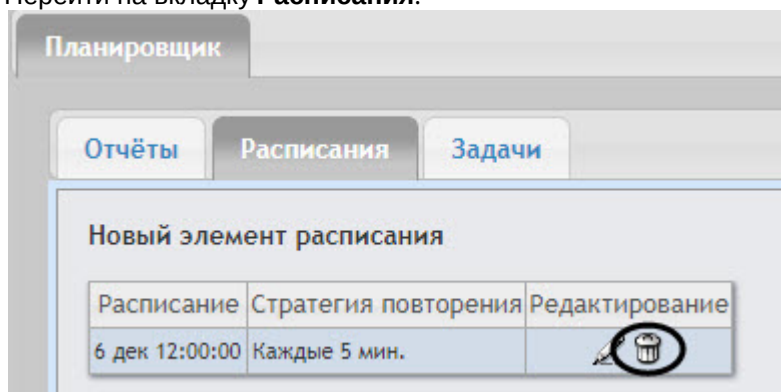 Перейти на вкладку Расписания.
Планировщик
Отчёты Расписания Задачи
Новый элемент расписания
Расписание Стратегия повторения Редактирование
6 дек 12:00:00 Каждые 5 мин.